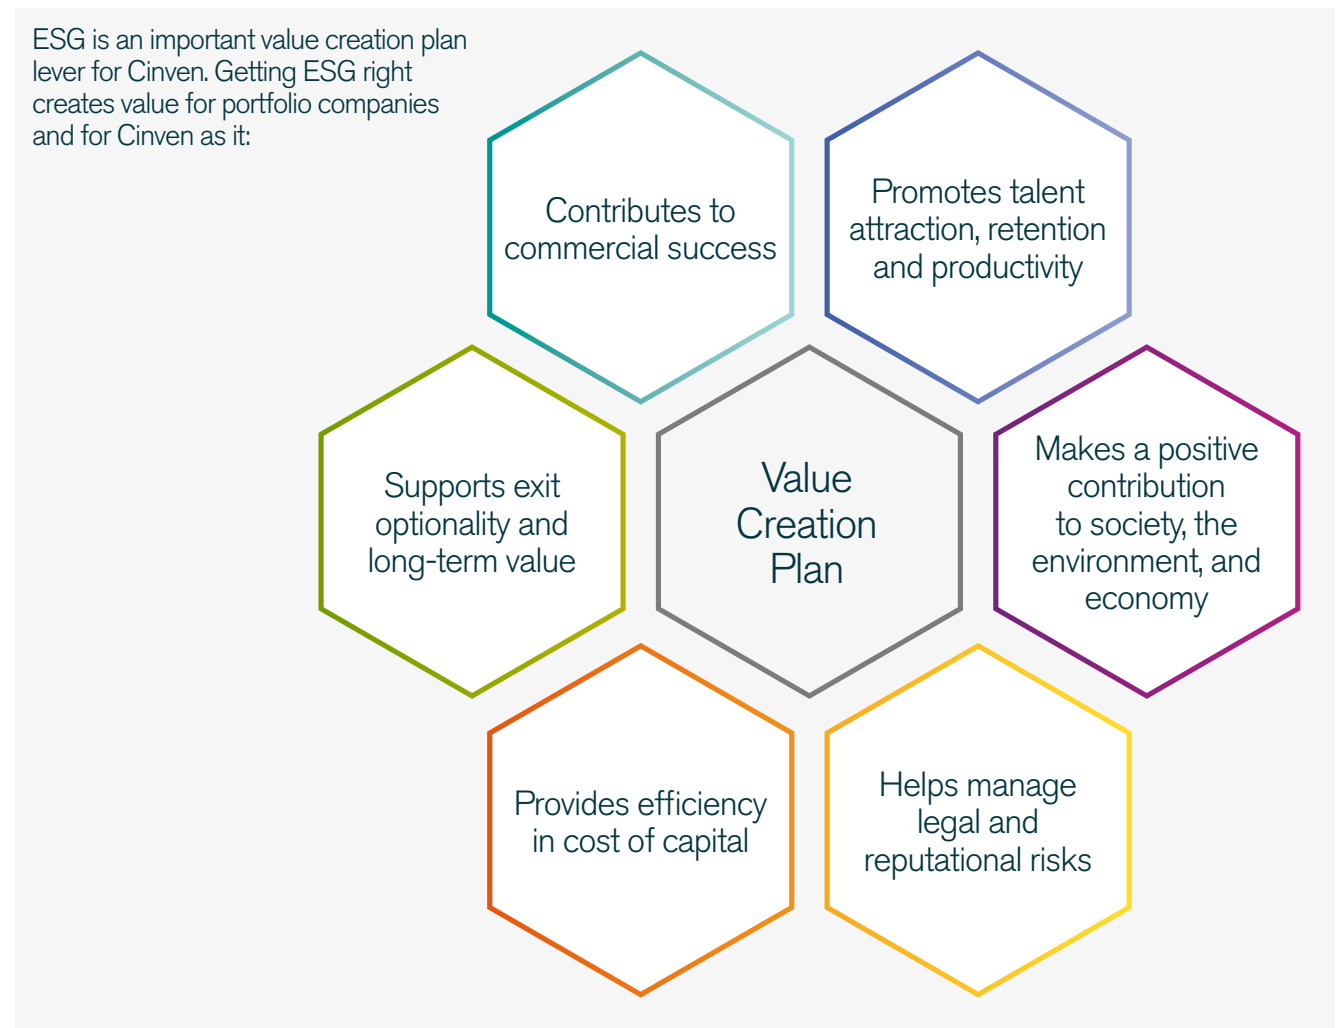 ESG is an important value creation plan
lever for Cinven. Getting ESG right
creates value for portfolio companies
and for Cinven as it:
Contributes to
commercial success
Promotes talent
attraction, retention
and productivity
Supports exit
optionality and
long-term value
Value
Creation
Plan
Makes a positive
contribution
to society, the
environment, and
economy
Provides efficiency
in cost of capital
Helps manage
legal and
reputational risks